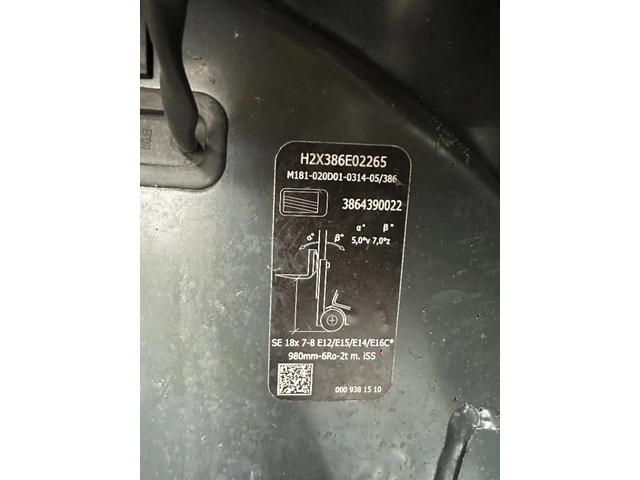 H2X386E02265
M181-020D01-0314-05/386
3864390022
α° β°
5,0°v 7,0°z
α° β°
SE 18x 7-8 E12/E15/E14/E16C*
980mm-6Ro-2t m. iSS
000 938 15 10